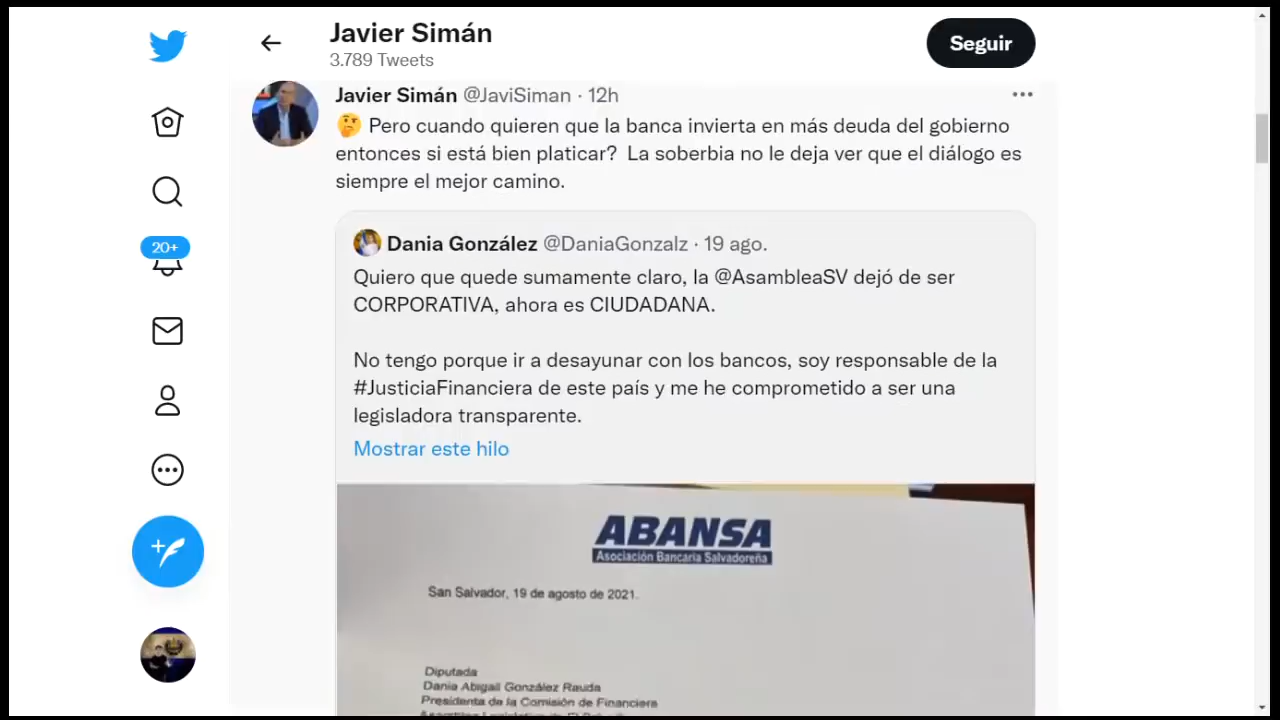 Javier Simán
3.789 Tweets
Seguir
Javier Simán @JaviSiman · 12h
🤔 Pero cuando quieren que la banca invierta en más deuda del gobierno
entonces si está bien platicar? La soberbia no le deja ver que el diálogo es
siempre el mejor camino.
20+
Dania González @DaniaGonzalz · 19 ago.
Quiero que quede sumamente claro, la @AsambleaSV dejó de ser
CORPORATIVA, ahora es CIUDADANA.
No tengo porque ir a desayunar con los bancos, soy responsable de la
#JusticiaFinanciera de este país y me he comprometido a ser una
legisladora transparente.
Mostrar este hilo
ABANSA
Asociación Bancaria Salvadoreña
San Salvador, 19 de agosto de 2021.
Diputada
Dania Abigail González Rauda
Presidenta de la Comisión de Financiera